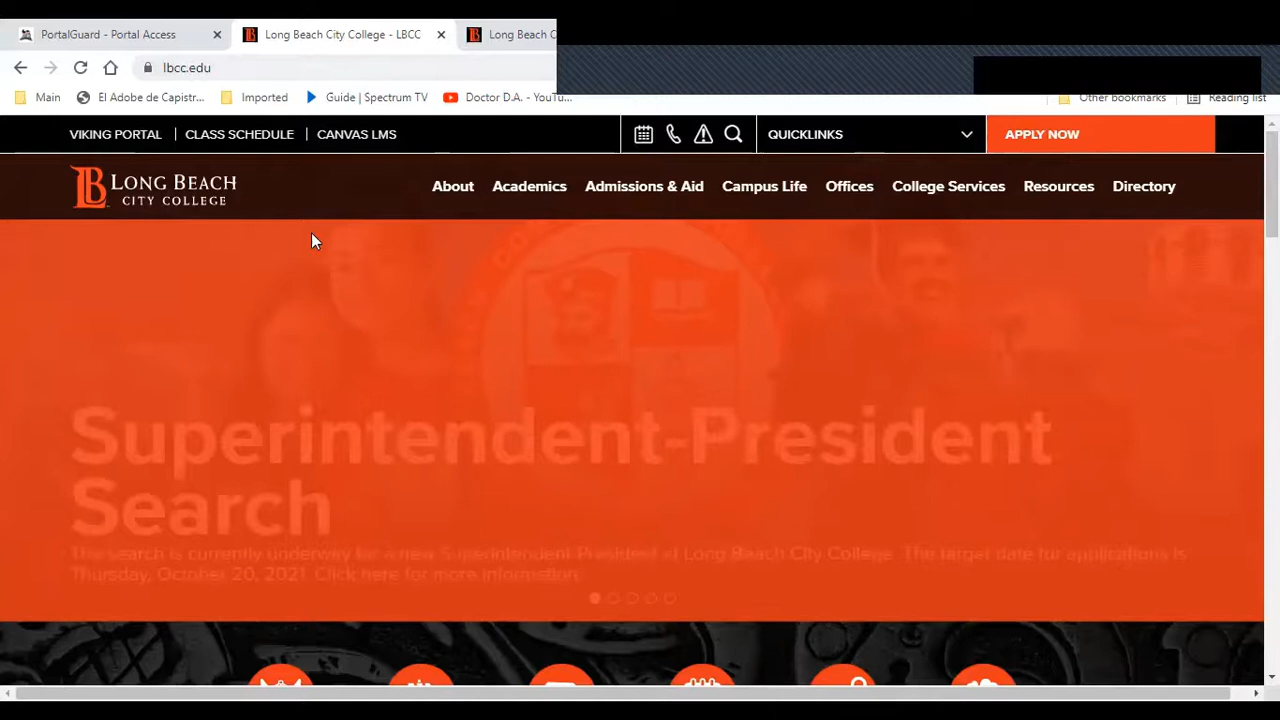 PortalGuard - Portal Access
Long Beach City College - LBCC
Long Beach C
lbcc.edu
Main
El Adobe de Capistr...
Imported
Guide | Spectrum TV
Doctor D.A. - YouTu...
Other bookmarks
Reading list
VIKING PORTAL
CLASS SCHEDULE
CANVAS LMS
QUICKLINKS
APPLY NOW
LB LONG BEACH
CITY COLLEGE
About
Academics
Admissions & Aid
Campus Life
Offices
College Services
Resources
Directory
Superintendent-President
Search
The search is currently underway for a new Superintendent-President at Long Beach City College. The target date for applications is
Thursday, October 20, 2021. Click here for more information.